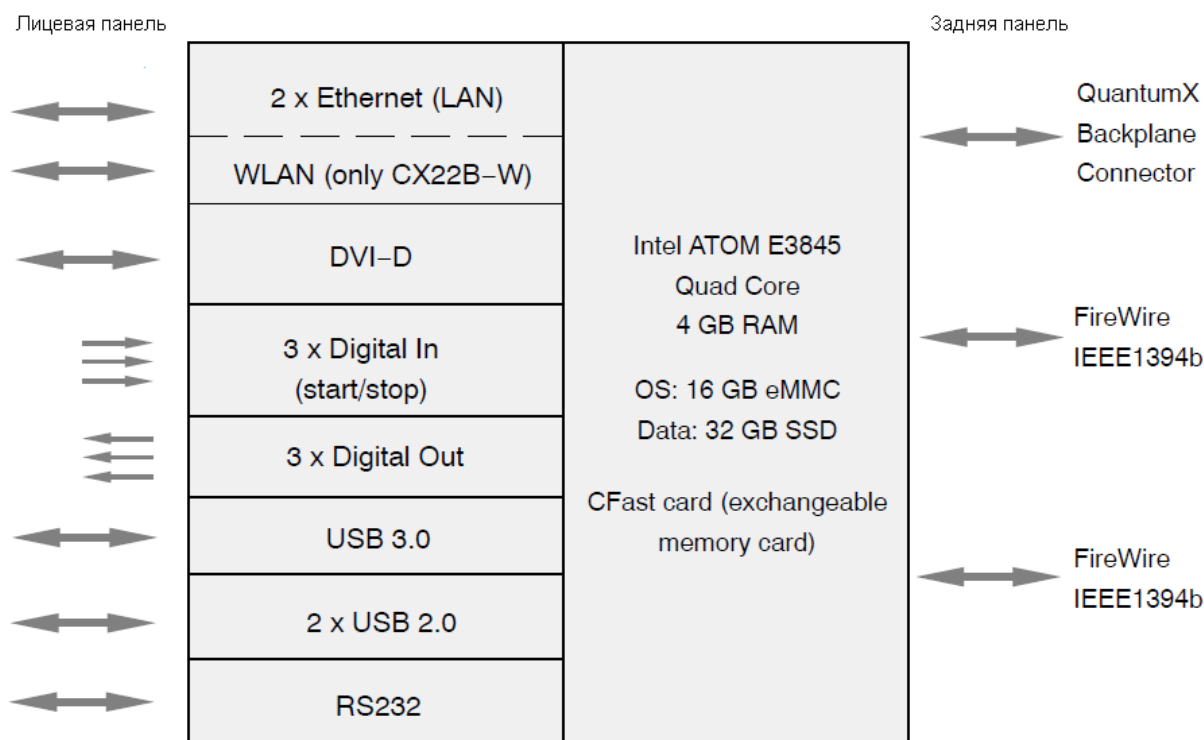 Лицевая панель
Задняя панель
2 x Ethernet (LAN)
WLAN (only CX22B–W)
DVI–D
3 x Digital In
(start/stop)
3 x Digital Out
USB 3.0
2 x USB 2.0
RS232
Intel ATOM E3845
Quad Core
4 GB RAM
OS: 16 GB eMMC
Data: 32 GB SSD
CFast card (exchangeable
memory card)
QuantumX
Backplane
Connector
FireWire
IEEE1394b
FireWire
IEEE1394b